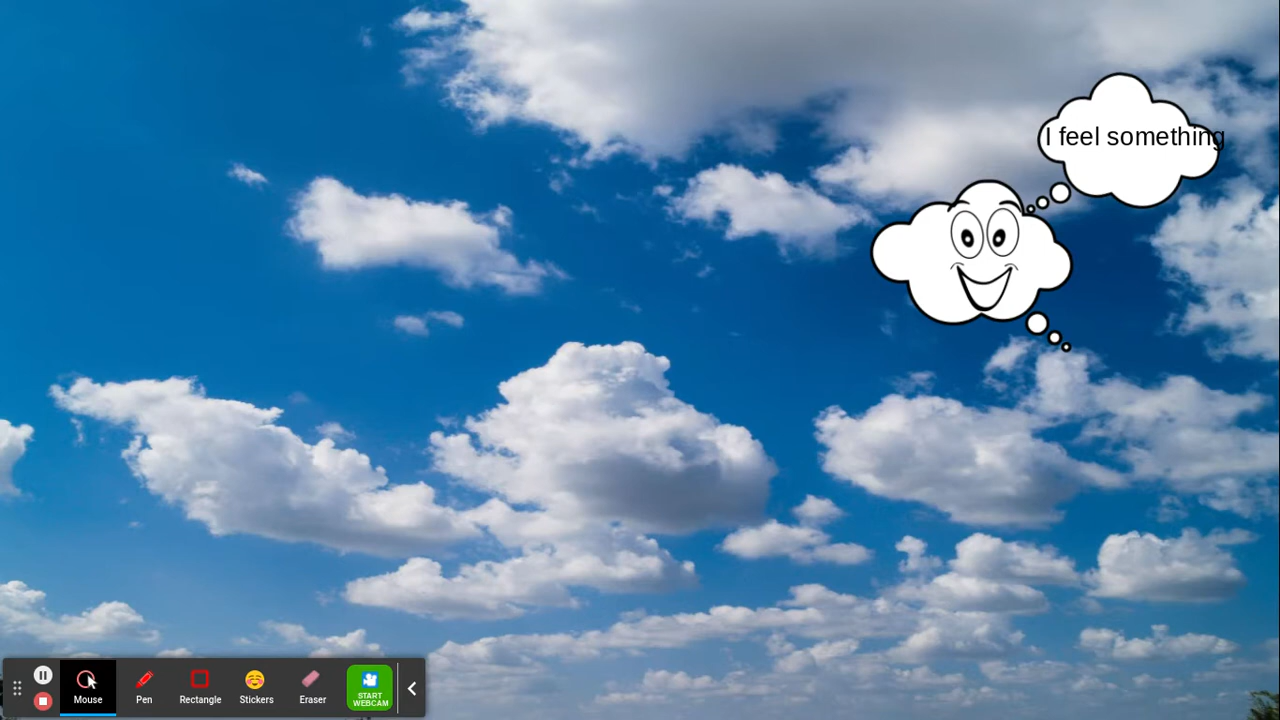 I feel something
Mouse
Pen
Rectangle
Stickers
Eraser
START
WEBCAM